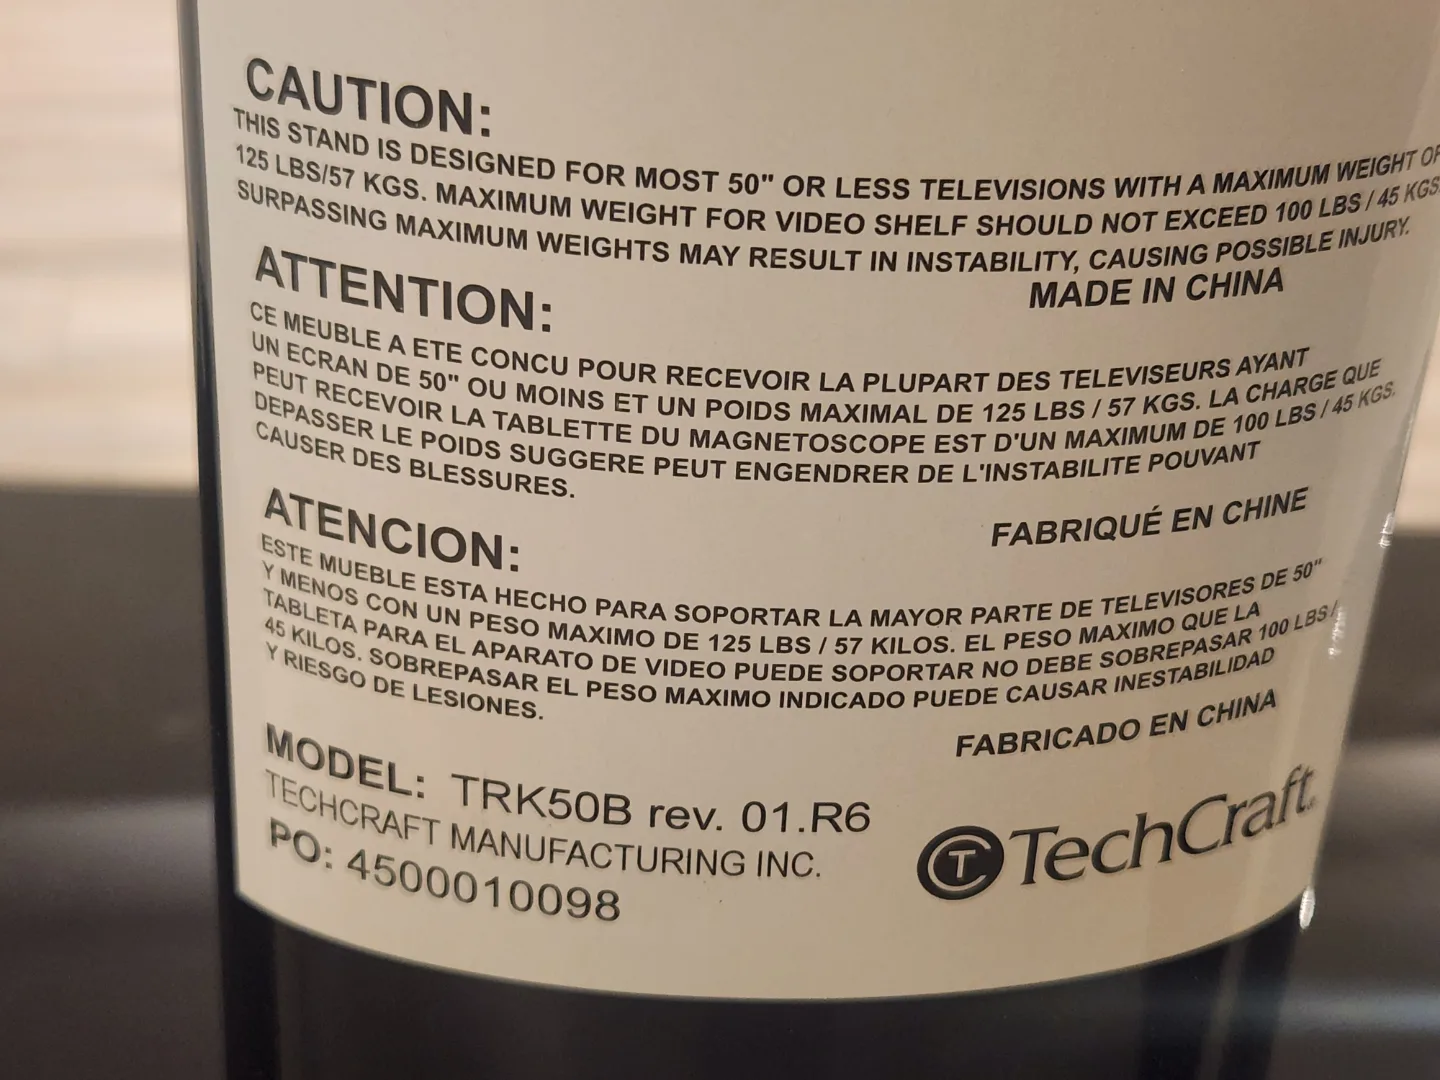 CAUTION:
THIS STAND IS DESIGNED FOR MOST 50" OR LESS TELEVISIONS WITH A MAXIMUM WEIGHT OF
125 LBS/57 KGS. MAXIMUM WEIGHT FOR VIDEO SHELF SHOULD NOT EXCEED 100 LBS / 45 KGS.
SURPASSING MAXIMUM WEIGHTS MAY RESULT IN INSTABILITY, CAUSING POSSIBLE INJURY.
MADE IN CHINA
ATTENTION:
CE MEUBLE A ETE CONCU POUR RECEVOIR LA PLUPART DES TELEVISEURS AYANT
UN ECRAN DE 50" OU MOINS ET UN POIDS MAXIMAL DE 125 LBS / 57 KGS. LA CHARGE QUE
PEUT RECEVOIR LA TABLETTE DU MAGNETOSCOPE EST D'UN MAXIMUM DE 100 LBS / 45 KGS.
DEPASSER LE POIDS SUGGERE PEUT ENGENDRER DE L'INSTABILITE POUVANT
CAUSER DES BLESSURES.
FABRIQUÉ EN CHINE
ATENCION:
ESTE MUEBLE ESTA HECHO PARA SOPORTAR LA MAYOR PARTE DE TELEVISORES DE 50"
Y MENOS CON UN PESO MAXIMO DE 125 LBS / 57 KILOS. EL PESO MAXIMO QUE LA
TABLETA PARA EL APARATO DE VIDEO PUEDE SOPORTAR NO DEBE SOBREPASAR 100 LBS /
45 KILOS. SOBREPASAR EL PESO MAXIMO INDICADO PUEDE CAUSAR INESTABILIDAD
Y RIESGO DE LESIONES.
FABRICADO EN CHINA
MODEL: TRK50B rev. 01.R6
TECHCRAFT MANUFACTURING INC.
PO: 4500010098
TechCraft